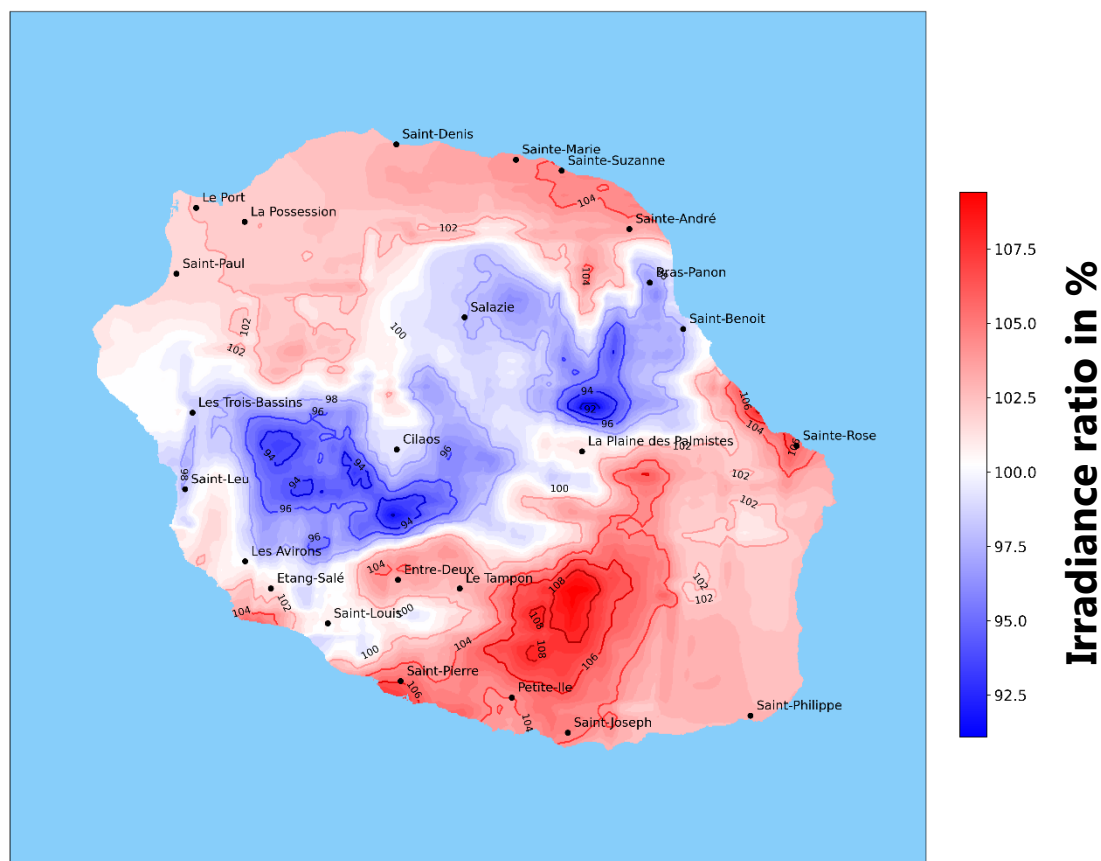 Saint-Denis
Sainte-Marie
Sainte-Suzanne
104
Le Port
La Possession
102
Sainte-André
Saint-Paul
104
Bras-Panon
Salazie
102
100
102
Saint-Benoit
94
92
96
106
104
Les Trois-Bassins
98
96
Cilaos
96
La Plaine des Palmistes
102
Sainte-Rose
106
94
94
98
Saint-Leu
94
100
102
102
96
94
96
Les Avirons
104
Entre-Deux
Etang-Salé
Le Tampon
108
102
102
102
104
Saint-Louis
100
108
104
100
108
106
Saint-Pierre
106
Petite-Ile
104
Saint-Joseph
Saint-Philippe
107.5
105.0
102.5
100.0
97.5
95.0
92.5
Irradiance ratio in %